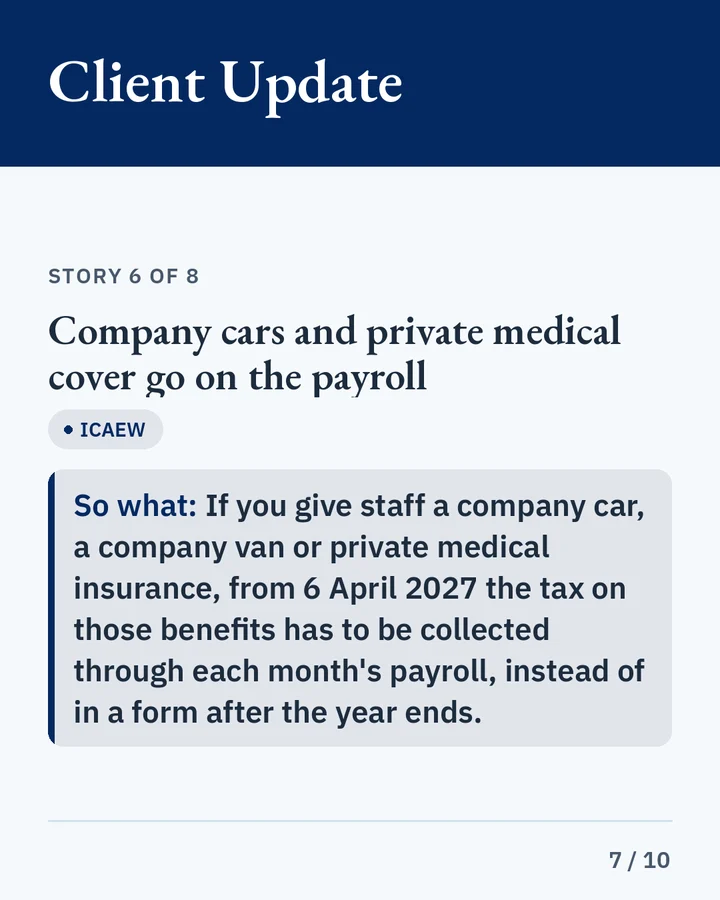 Client Update
STORY 6 OF 8
Company cars and private medical
cover go on the payroll
ICAEW
So what: If you give staff a company car,
a company van or private medical
insurance, from 6 April 2027 the tax on
those benefits has to be collected
through each month's payroll, instead of
in a form after the year ends.
7 / 10